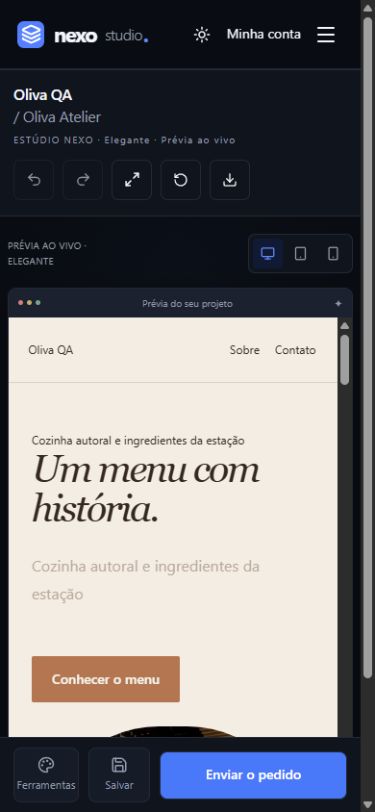 nexo studio.
Minha conta
Oliva QA
/ Oliva Atelier
ESTÚDIO NEXO · Elegante · Prévia ao vivo
PRÉVIA AO VIVO ·
ELEGANTE
Prévia do seu projeto
Oliva QA
Sobre
Contato
Cozinha autoral e ingredientes da estação
Um menu com
história.
Cozinha autoral e ingredientes da
estação
Conhecer o menu
Ferramentas
Salvar
Enviar o pedido